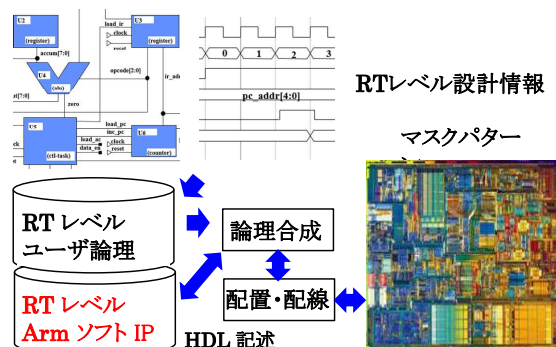 load_ir
U2
(register)
U3
(register)
clock
reset
accum[7:0]
U4
(alu)
opcode[2:0]
ir_ad
zero
U5
(ctl-task)
load_pc
inc_pc
load_ac
data_en
clock
reset
U6
(counter)
0
1
2
3
pc_addr[4:0]
RTレベル設計情報
マスクパター
RT レベル
ユーザ論理
論理合成
RT レベル
Arm ソフト IP
配置・配線
HDL 記述